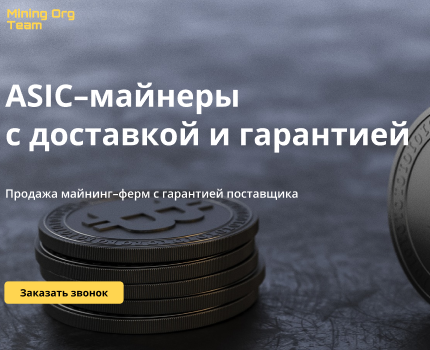 Mining Org
Team
ASIC–майнеры
с доставкой и гарантией
Продажа майнинг–ферм с гарантией поставщика
Заказать звонок